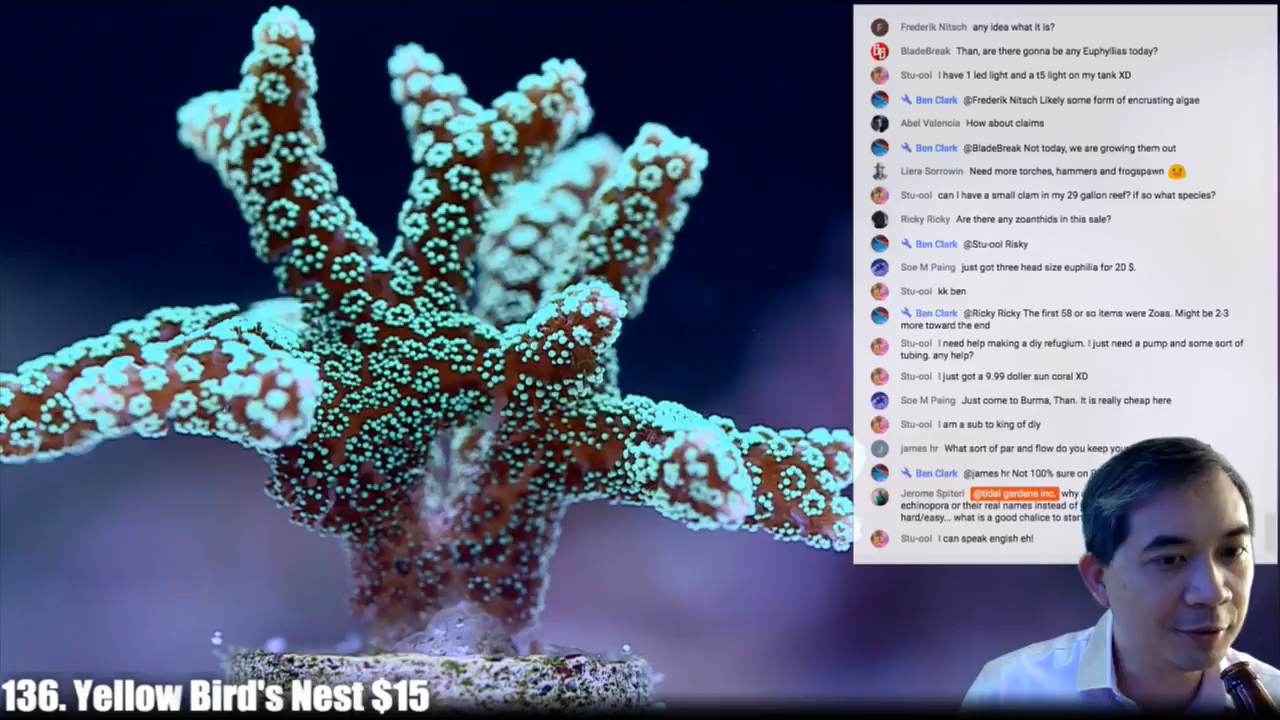 Frederik Nitsch any idea what it is?
BladeBreak Than, are there gonna be any Euphyllias today?
Stu-ool I have 1 led light and a t5 light on my tank XD
Ben Clark @Frederik Nitsch Likely some form of encrusting algae
Abel Valencia How about claims
Ben Clark @BladeBreak Not today, we are growing them out
Liera Sorrowin Need more torches, hammers and frogspawn
Stu-ool can I have a small clam in my 29 gallon reef? if so what species?
Ricky Ricky Are there any zoanthids in this sale?
Ben Clark @Stu-ool Risky
Soe M Paing just got three head size euphilia for 20 $.
Stu-ool kk ben
Ben Clark @Ricky Ricky The first 58 or so items were Zoas. Might be 2-3
more toward the end
Stu-ool I need help making a diy refugium. I just need a pump and some sort of
tubing. any help?
Stu-ool I just got a 9.99 doller sun coral XD
Soe M Paing Just come to Burma, Than. It is really cheap here
Stu-ool I am a sub to king of diy
james hr What sort of par and flow do you keep
Ben Clark @james hr Not 100% sure on
Jerome Spiteri @tidal gardens inc. why
echinopora or their real names instead of
hard/easy... what is a good chalice to start
Stu-ool I can speak engish eh!
136. Yellow Bird's Nest $15